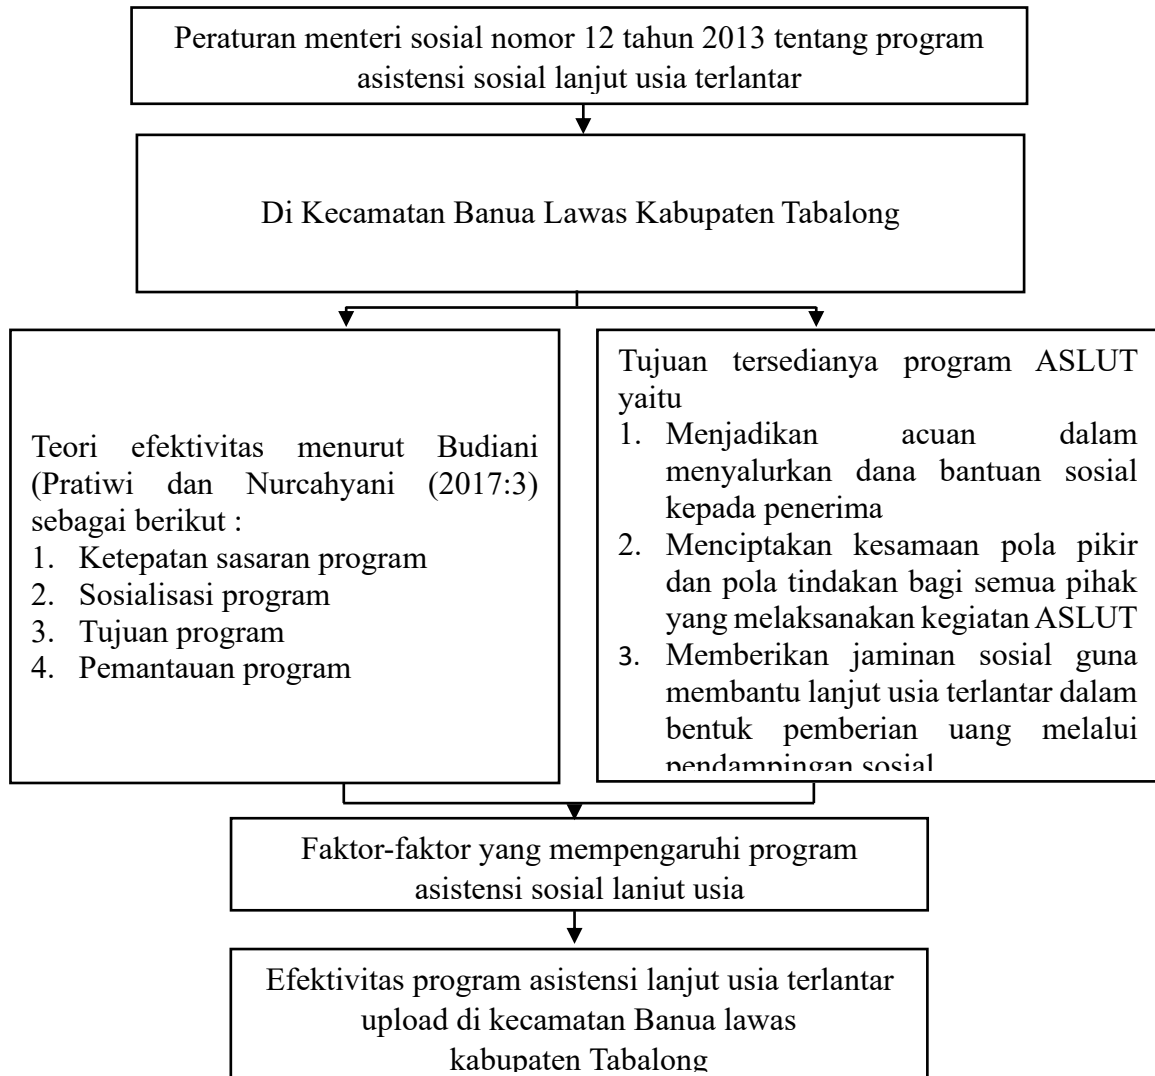 Peraturan menteri sosial nomor 12 tahun 2013 tentang program
asistensi sosial lanjut usia terlantar
Di Kecamatan Banua Lawas Kabupaten Tabalong
Teori efektivitas menurut Budiani
(Pratiwi dan Nurcahyani (2017:3)
sebagai berikut :
1. Ketepatan sasaran program
2. Sosialisasi program
3. Tujuan program
4. Pemantauan program
Tujuan tersedianya program ASLUT
yaitu
1. Menjadikan acuan dalam
menyalurkan dana bantuan sosial
kepada penerima
2. Menciptakan kesamaan pola pikir
dan pola tindakan bagi semua pihak
yang melaksanakan kegiatan ASLUT
3. Memberikan jaminan sosial guna
membantu lanjut usia terlantar dalam
bentuk pemberian uang melalui
pendampingan sosial
Faktor-faktor yang mempengaruhi program
asistensi sosial lanjut usia
Efektivitas program asistensi lanjut usia terlantar
upload di kecamatan Banua lawas
kabupaten Tabalong